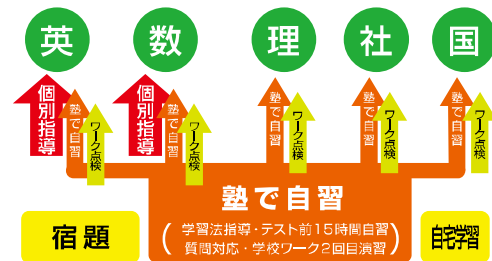 英 数 理 社 国
個別指導 塾で自習 ワーク点検 個別指導 塾で自習 ワーク点検 塾で自習 ワーク点検 塾で自習 ワーク点検 塾で自習 ワーク点検
宿題
塾で自習
(学習法指導・テスト前15時間自習
質問対応・学校ワーク2回目演習)
自宅学習